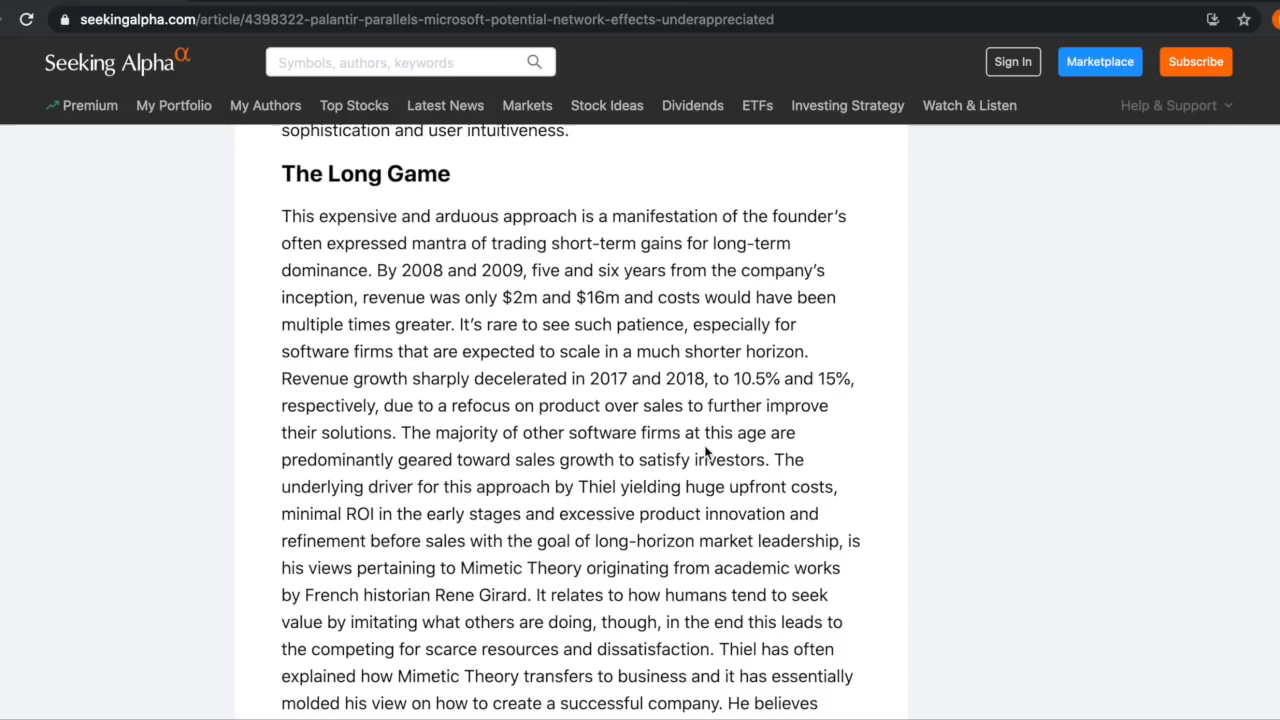 seekingalpha.com/article/4398322-palantir-parallels-microsoft-potential-network-effects-underappreciated
Seeking Alpha α
Symbols, authors, keywords
Sign In
Marketplace
Subscribe
Premium My Portfolio My Authors Top Stocks Latest News Markets Stock Ideas Dividends ETFs Investing Strategy Watch & Listen Help & Support
sophistication and user intuitiveness.
The Long Game
This expensive and arduous approach is a manifestation of the founder’s
often expressed mantra of trading short-term gains for long-term
dominance. By 2008 and 2009, five and six years from the company’s
inception, revenue was only $2m and $16m and costs would have been
multiple times greater. It’s rare to see such patience, especially for
software firms that are expected to scale in a much shorter horizon.
Revenue growth sharply decelerated in 2017 and 2018, to 10.5% and 15%,
respectively, due to a refocus on product over sales to further improve
their solutions. The majority of other software firms at this age are
predominantly geared toward sales growth to satisfy investors. The
underlying driver for this approach by Thiel yielding huge upfront costs,
minimal ROI in the early stages and excessive product innovation and
refinement before sales with the goal of long-horizon market leadership, is
his views pertaining to Mimetic Theory originating from academic works
by French historian Rene Girard. It relates to how humans tend to seek
value by imitating what others are doing, though, in the end this leads to
the competing for scarce resources and dissatisfaction. Thiel has often
explained how Mimetic Theory transfers to business and it has essentially
molded his view on how to create a successful company. He believes